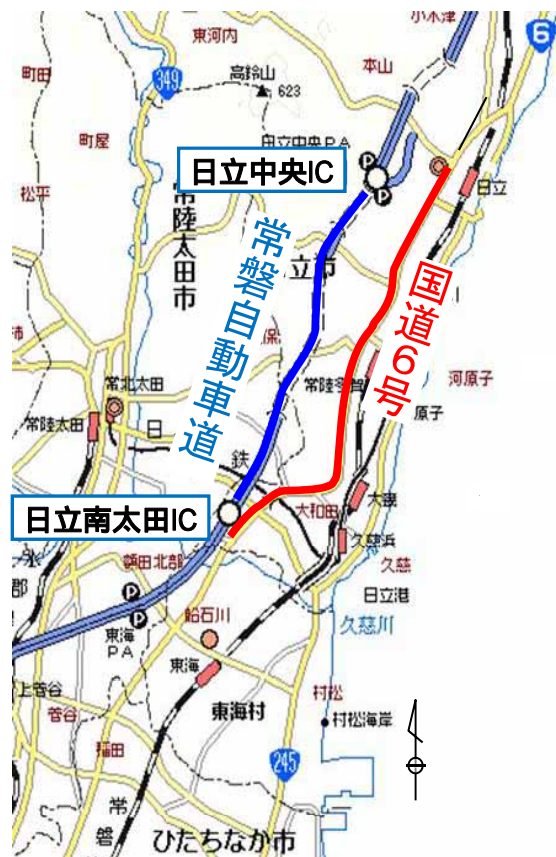 小木津
東河内
6
町田
349
高鈴山
623
本山
町屋
日立中央PA
P
日立中央IC
松平
日立
P
常陸太田市
立市
常磐自動車道
国道6号
常北太田
常陸多賀
河原子
原子
常陸太田
日
鉄
大和田
大甕
日立南太田IC
久慈浜
額田北部
久慈
P
P
日立港
東海
PA
船石川
久慈川
郡
東海
上菅谷
菅谷
東海村
村松
村松海岸
稲田
245
常磐
ひたちなか市